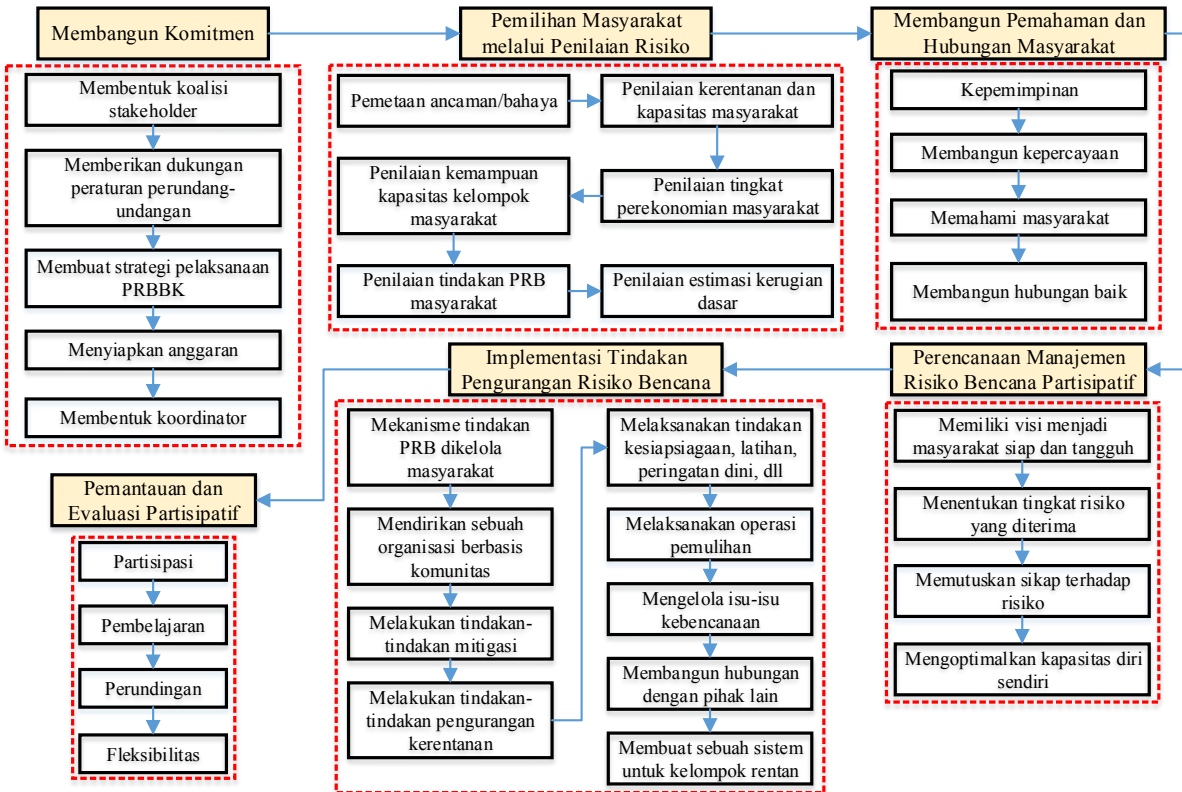 Membangun Komitmen
Membentuk koalisi
stakeholder
Memberikan dukungan
peraturan perundang-
undangan
Membuat strategi pelaksanaan
PRBBK
Menyiapkan anggaran
Membentuk koordinator
Pemilihan Masyarakat
melalui Penilaian Risiko
Pemetaan ancaman/bahaya
Penilaian kerentanan dan
kapasitas masyarakat
Penilaian tingkat
perekonomian masyarakat
Penilaian kemampuan
kapasitas kelompok
masyarakat
Penilaian tindakan PRB
masyarakat
Penilaian estimasi kerugian
dasar
Membangun Pemahaman dan
Hubungan Masyarakat
Kepemimpinan
Membangun kepercayaan
Memahami masyarakat
Membangun hubungan baik
Perencanaan Manajemen
Risiko Bencana Partisipatif
Memiliki visi menjadi
masyarakat siap dan tangguh
Menentukan tingkat risiko
yang diterima
Memutuskan sikap terhadap
risiko
Mengoptimalkan kapasitas diri
sendiri
Implementasi Tindakan
Pengurangan Risiko Bencana
Mekanisme tindakan
PRB dikelola
masyarakat
Mendirikan sebuah
organisasi berbasis
komunitas
Melakukan tindakan-
tindakan mitigasi
Melakukan tindakan-
tindakan pengurangan
kerentanan
Melaksanakan tindakan
kesiapsiagaan, latihan,
peringatan dini, dll
Melaksanakan operasi
pemulihan
Mengelola isu-isu
kebencanaan
Membangun hubungan
dengan pihak lain
Membuat sebuah sistem
untuk kelompok rentan
Pemantauan dan
Evaluasi Partisipatif
Partisipasi
Pembelajaran
Perundingan
Fleksibilitas